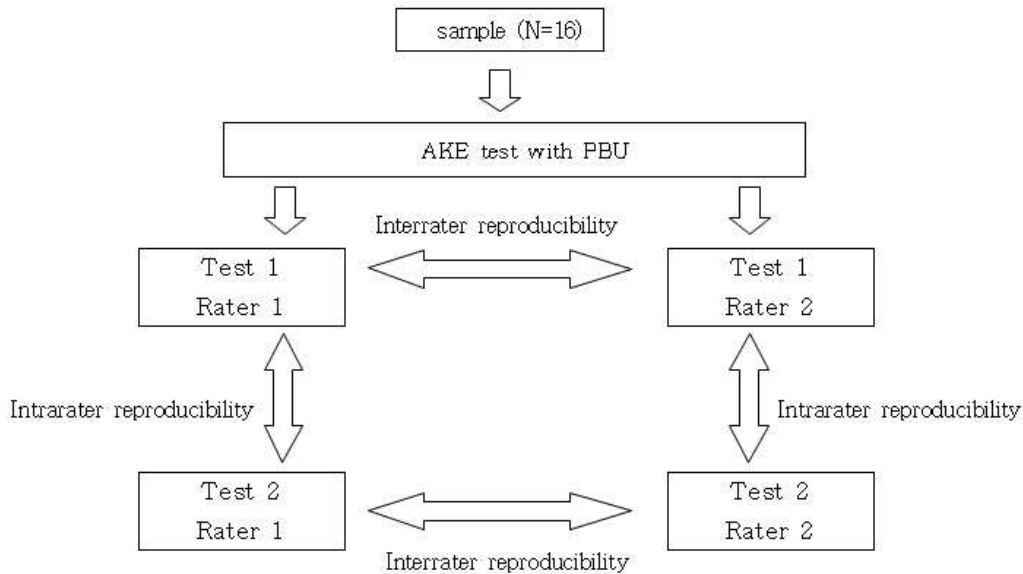 sample (N=16)
AKE test with PBU
Interrater reproducibility
Test 1
Rater 1
Test 1
Rater 2
Intrarater reproducibility
Intrarater reproducibility
Test 2
Rater 1
Test 2
Rater 2
Interrater reproducibility